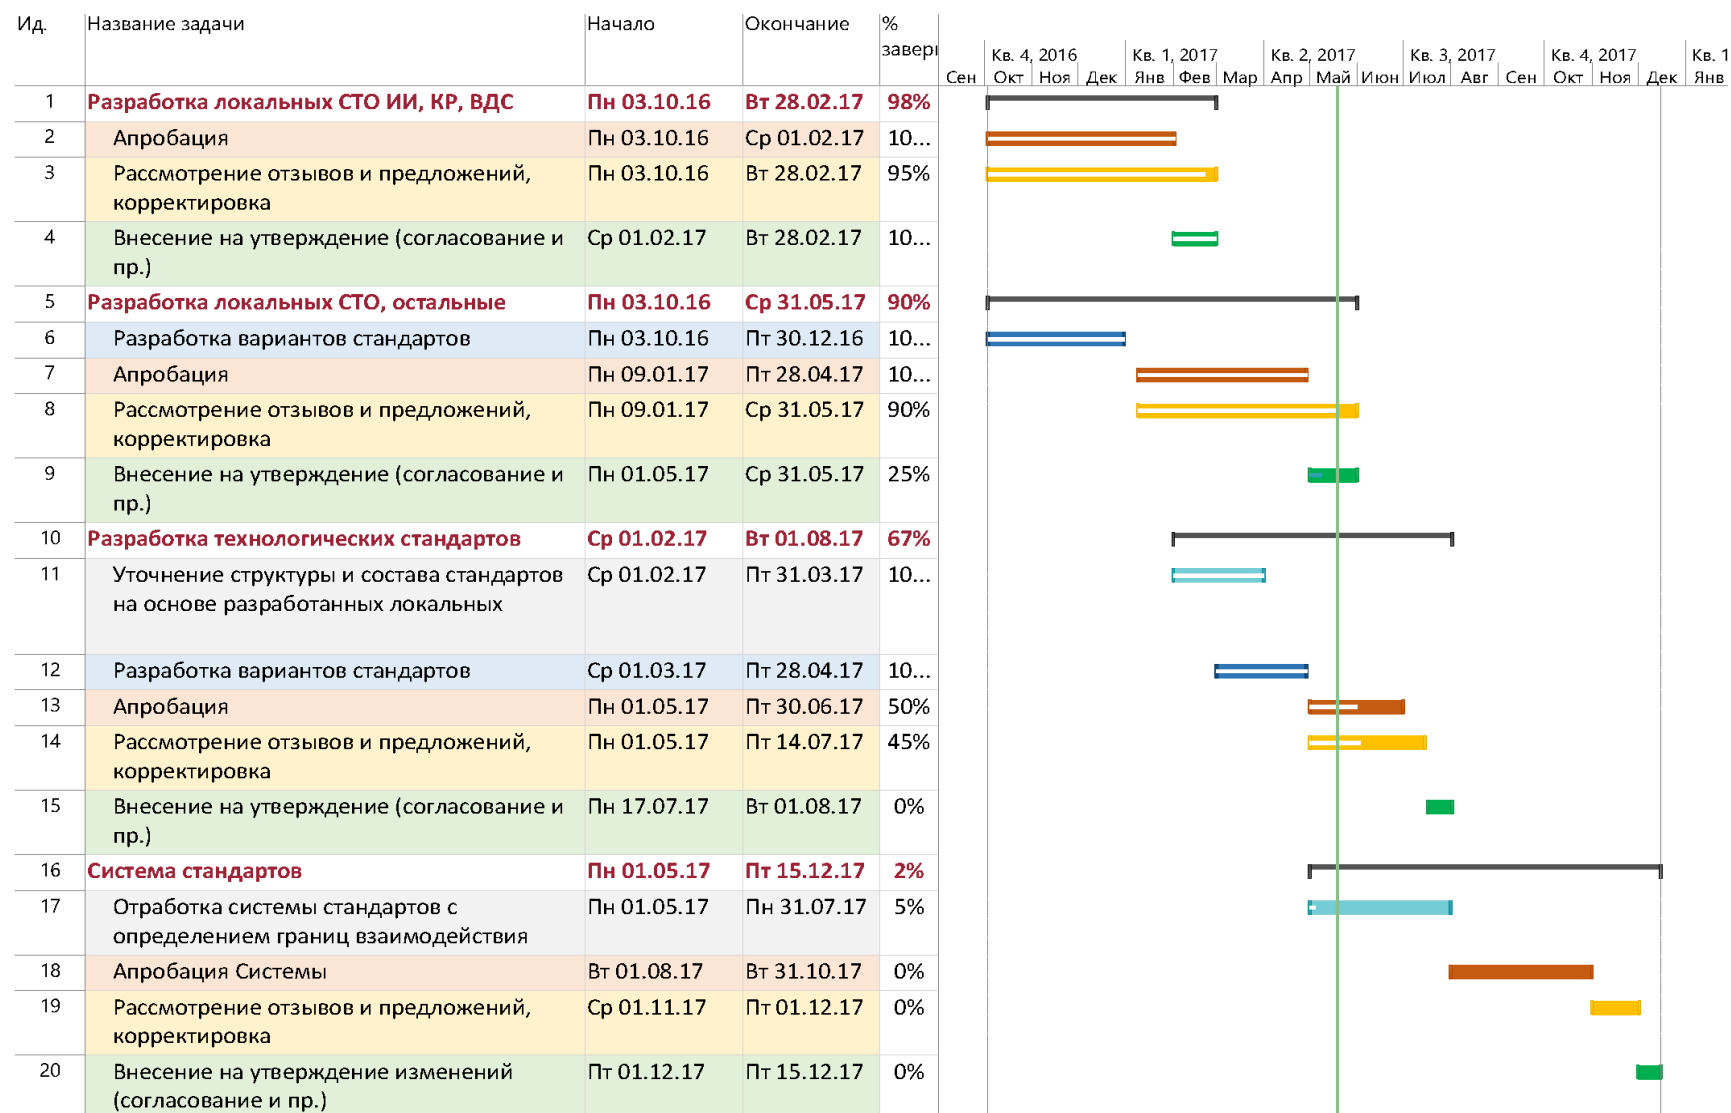 Ид. Название задачи Начало Окончание %
заверı
Кв. 4, 2016 Кв. 1, 2017 Кв. 2, 2017 Кв. 3, 2017 Кв. 4, 2017 Кв. 1
Сен Окт Ноя Дек Янв Фев Мар Апр Май Июн Июл Авг Сен Окт Ноя Дек Янв
1 Разработка локальных СТО ИИ, КР, ВДС Пн 03.10.16 Вт 28.02.17 98%
2 Апробация Пн 03.10.16 Ср 01.02.17 10...
3 Рассмотрение отзывов и предложений, Пн 03.10.16 Вт 28.02.17 95%
корректировка
4 Внесение на утверждение (согласование и Ср 01.02.17 Вт 28.02.17 10...
пр.)
5 Разработка локальных СТО, остальные Пн 03.10.16 Ср 31.05.17 90%
6 Разработка вариантов стандартов Пн 03.10.16 Пт 30.12.16 10...
7 Апробация Пн 09.01.17 Пт 28.04.17 10...
8 Рассмотрение отзывов и предложений, Пн 09.01.17 Ср 31.05.17 90%
корректировка
9 Внесение на утверждение (согласование и Пн 01.05.17 Ср 31.05.17 25%
пр.)
10 Разработка технологических стандартов Ср 01.02.17 Вт 01.08.17 67%
11 Уточнение структуры и состава стандартов Ср 01.02.17 Пт 31.03.17 10...
на основе разработанных локальных
12 Разработка вариантов стандартов Ср 01.03.17 Пт 28.04.17 10...
13 Апробация Пн 01.05.17 Пт 30.06.17 50%
14 Рассмотрение отзывов и предложений, Пн 01.05.17 Пт 14.07.17 45%
корректировка
15 Внесение на утверждение (согласование и Пн 17.07.17 Вт 01.08.17 0%
пр.)
16 Система стандартов Пн 01.05.17 Пт 15.12.17 2%
17 Отработка системы стандартов с Пн 01.05.17 Пн 31.07.17 5%
определением границ взаимодействия
18 Апробация Системы Вт 01.08.17 Вт 31.10.17 0%
19 Рассмотрение отзывов и предложений, Ср 01.11.17 Пт 01.12.17 0%
корректировка
20 Внесение на утверждение изменений Пт 01.12.17 Пт 15.12.17 0%
(согласование и пр.)